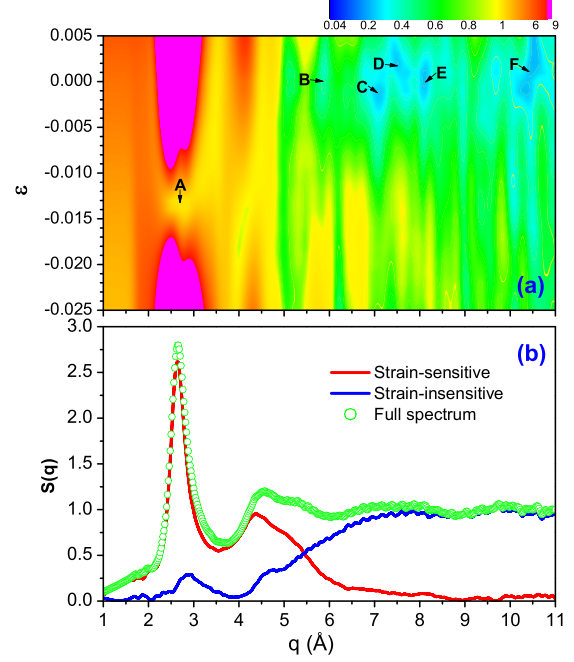 0.04 0.2 0.4 0.6 0.8 1 6 9
0.005
0.000
-0.005
-0.010
-0.015
-0.020
-0.025
ε
A
B
C
D
E
F
(a)
3.0
2.5
2.0
1.5
1.0
0.5
0.0
S(q)
(b)
Strain-sensitive
Strain-insensitive
Full spectrum
1 2 3 4 5 6 7 8 9 10 11
q (Å)